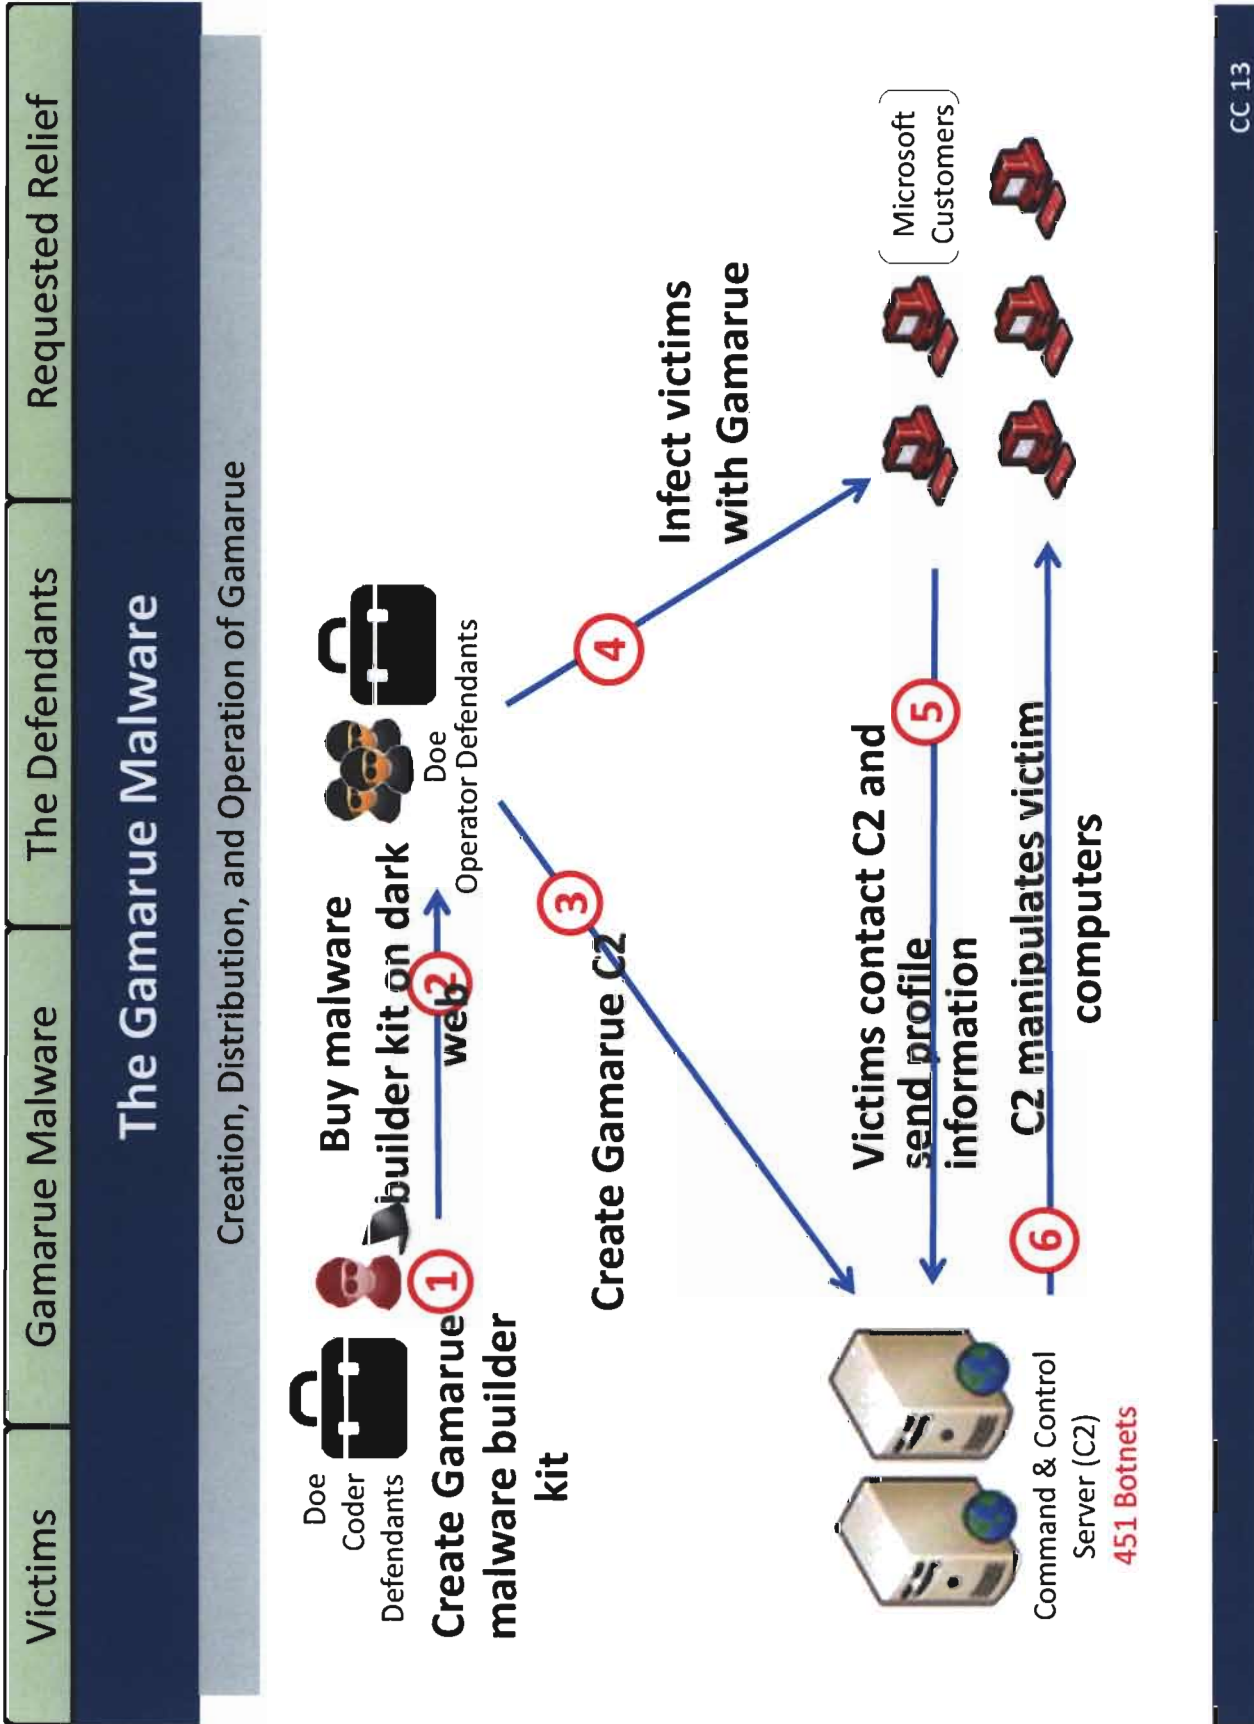 Victims
Gamarue Malware
The Defendants
Requested Relief
The Gamarue Malware
Creation, Distribution, and Operation of Gamarue
Doe
Coder
Defendants
1
Create Gamarue
malware builder
kit
Buy malware
builder kit on dark
web
2
Doe
Operator Defendants
3
Create Gamarue C2
4
Infect victims
with Gamarue
Microsoft
Customers
Victims contact C2 and
send profile
information
5
C2 manipulates victim
computers
6
Command & Control
Server (C2)
451 Botnets
CC 13